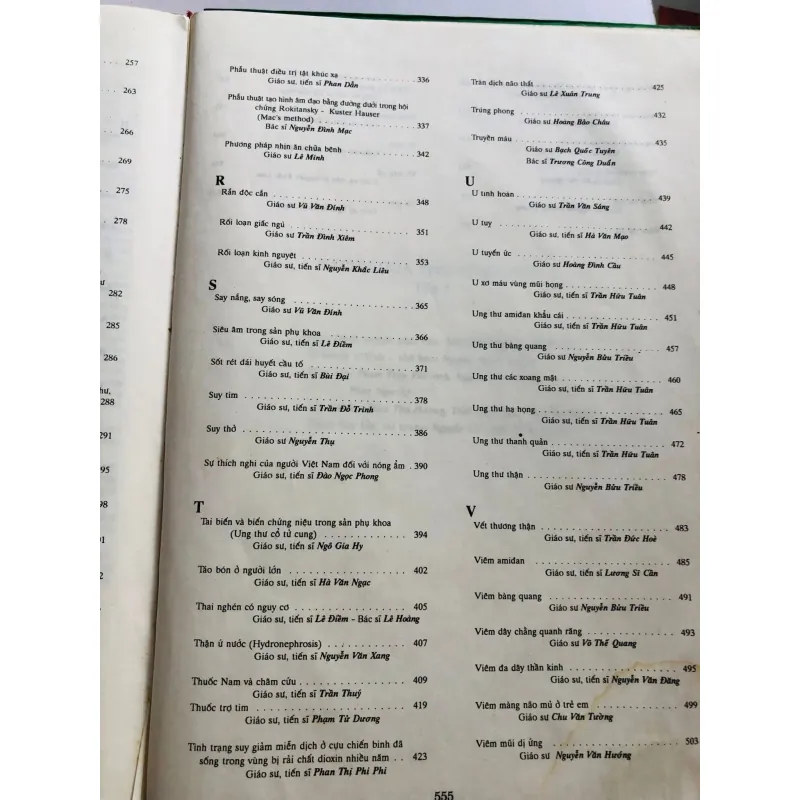 257
263
266
269
275
278
ư
282
285
286
hư,
288
291
98
01
2
Phẫu thuật điều trị tật khúc xạ . . . . . . . . . . . . 336
Giáo sư, tiến sĩ Phan Dẫn
Phẫu thuật tạo hình âm đạo bằng đường dưới trong hội
chứng Rokitansky - Kuster Hauser
(Mac's method) . . . . . . . . . . . . 337
Bác sĩ Nguyễn Đình Mạc
Phương pháp nhịn ăn chữa bệnh . . . . . . . . . . . . 342
Giáo sư Lê Minh
R
Rắn độc cắn . . . . . . . . . . . . 348
Giáo sư Vũ Văn Đính
Rối loạn giấc ngủ . . . . . . . . . . . . 351
Giáo sư Trần Đình Xiêm
Rối loạn kinh nguyệt . . . . . . . . . . . . 353
Giáo sư, tiến sĩ Nguyễn Khắc Liêu
S
Say nắng, say sóng . . . . . . . . . . . . 365
Giáo sư Vũ Văn Đính
Siêu âm trong sản phụ khoa . . . . . . . . . . . . 366
Giáo sư, tiến sĩ Lê Điềm
Sốt rét đái huyết cầu tố . . . . . . . . . . . . 371
Giáo sư, tiến sĩ Bùi Đại
Suy tim . . . . . . . . . . . . 378
Giáo sư, tiến sĩ Trần Đỗ Trinh
Suy thở . . . . . . . . . . . . 386
Giáo sư Nguyễn Thụ
Sự thích nghi của người Việt Nam đối với nóng ẩm . 390
Giáo sư, tiến sĩ Đào Ngọc Phong
T
Tai biến và biến chứng niệu trong sản phụ khoa
(Ung thư cổ tử cung) . . . . . . . . . . . . 394
Giáo sư, tiến sĩ Ngô Gia Hy
Táo bón ở người lớn . . . . . . . . . . . . 402
Giáo sư, tiến sĩ Hà Văn Ngạc
Thai nghén có nguy cơ . . . . . . . . . . . . 405
Giáo sư, tiến sĩ Lê Điềm - Bác sĩ Lê Hoàng
Thận ứ nước (Hydronephrosis) . . . . . . . . . . . . 407
Giáo sư, tiến sĩ Nguyễn Văn Xang
Thuốc Nam và châm cứu . . . . . . . . . . . . 409
Giáo sư, tiến sĩ Trần Thuý
Thuốc trợ tim . . . . . . . . . . . . 419
Giáo sư, tiến sĩ Phạm Tử Dương
Tình trạng suy giảm miễn dịch ở cựu chiến binh đã
sống trong vùng bị rải chất dioxin nhiều năm . . 423
Giáo sư, tiến sĩ Phan Thị Phi Phi
Tràn dịch não thất . . . . . . . . . . . . 425
Giáo sư Lê Xuân Trung
Trúng phong . . . . . . . . . . . . 432
Giáo sư Hoàng Bảo Châu
Truyền máu . . . . . . . . . . . . 435
Giáo sư Bạch Quốc Tuyên
Bác sĩ Trương Công Duẩn
U
U tinh hoàn . . . . . . . . . . . . 439
Giáo sư Trần Văn Sáng
U tuỵ . . . . . . . . . . . . 442
Giáo sư, tiến sĩ Hà Văn Mạo
U tuyến ức . . . . . . . . . . . . 445
Giáo sư Hoàng Đình Cầu
U xơ máu vùng mũi họng . . . . . . . . . . . . 448
Giáo sư, tiến sĩ Trần Hữu Tuân
Ung thư amiđan khẩu cái . . . . . . . . . . . . 451
Giáo sư, tiến sĩ Trần Hữu Tuân
Ung thư bàng quang . . . . . . . . . . . . 457
Giáo sư Nguyễn Bửu Triều
Ung thư các xoang mặt . . . . . . . . . . . . 460
Giáo sư, tiến sĩ Trần Hữu Tuân
Ung thư hạ họng . . . . . . . . . . . . 465
Giáo sư, tiến sĩ Trần Hữu Tuân
Ung thư thanh quản . . . . . . . . . . . . 472
Giáo sư, tiến sĩ Trần Hữu Tuân
Ung thư thận . . . . . . . . . . . . 478
Giáo sư Nguyễn Bửu Triều
V
Vết thương thận . . . . . . . . . . . . 483
Giáo sư, tiến sĩ Trần Đức Hoè
Viêm amiđan . . . . . . . . . . . . 485
Giáo sư, tiến sĩ Lương Sĩ Cần
Viêm bàng quang . . . . . . . . . . . . 491
Giáo sư Nguyễn Bửu Triều
Viêm dây chằng quanh răng . . . . . . . . . . . . 493
Giáo sư Võ Thế Quang
Viêm đa dây thần kinh . . . . . . . . . . . . 495
Giáo sư, tiến sĩ Nguyễn Văn Đăng
Viêm màng não mủ ở trẻ em . . . . . . . . . . . . 499
Giáo sư Chu Văn Tường
Viêm mũi dị ứng . . . . . . . . . . . . 503
Giáo sư Nguyễn Văn Hướng
555